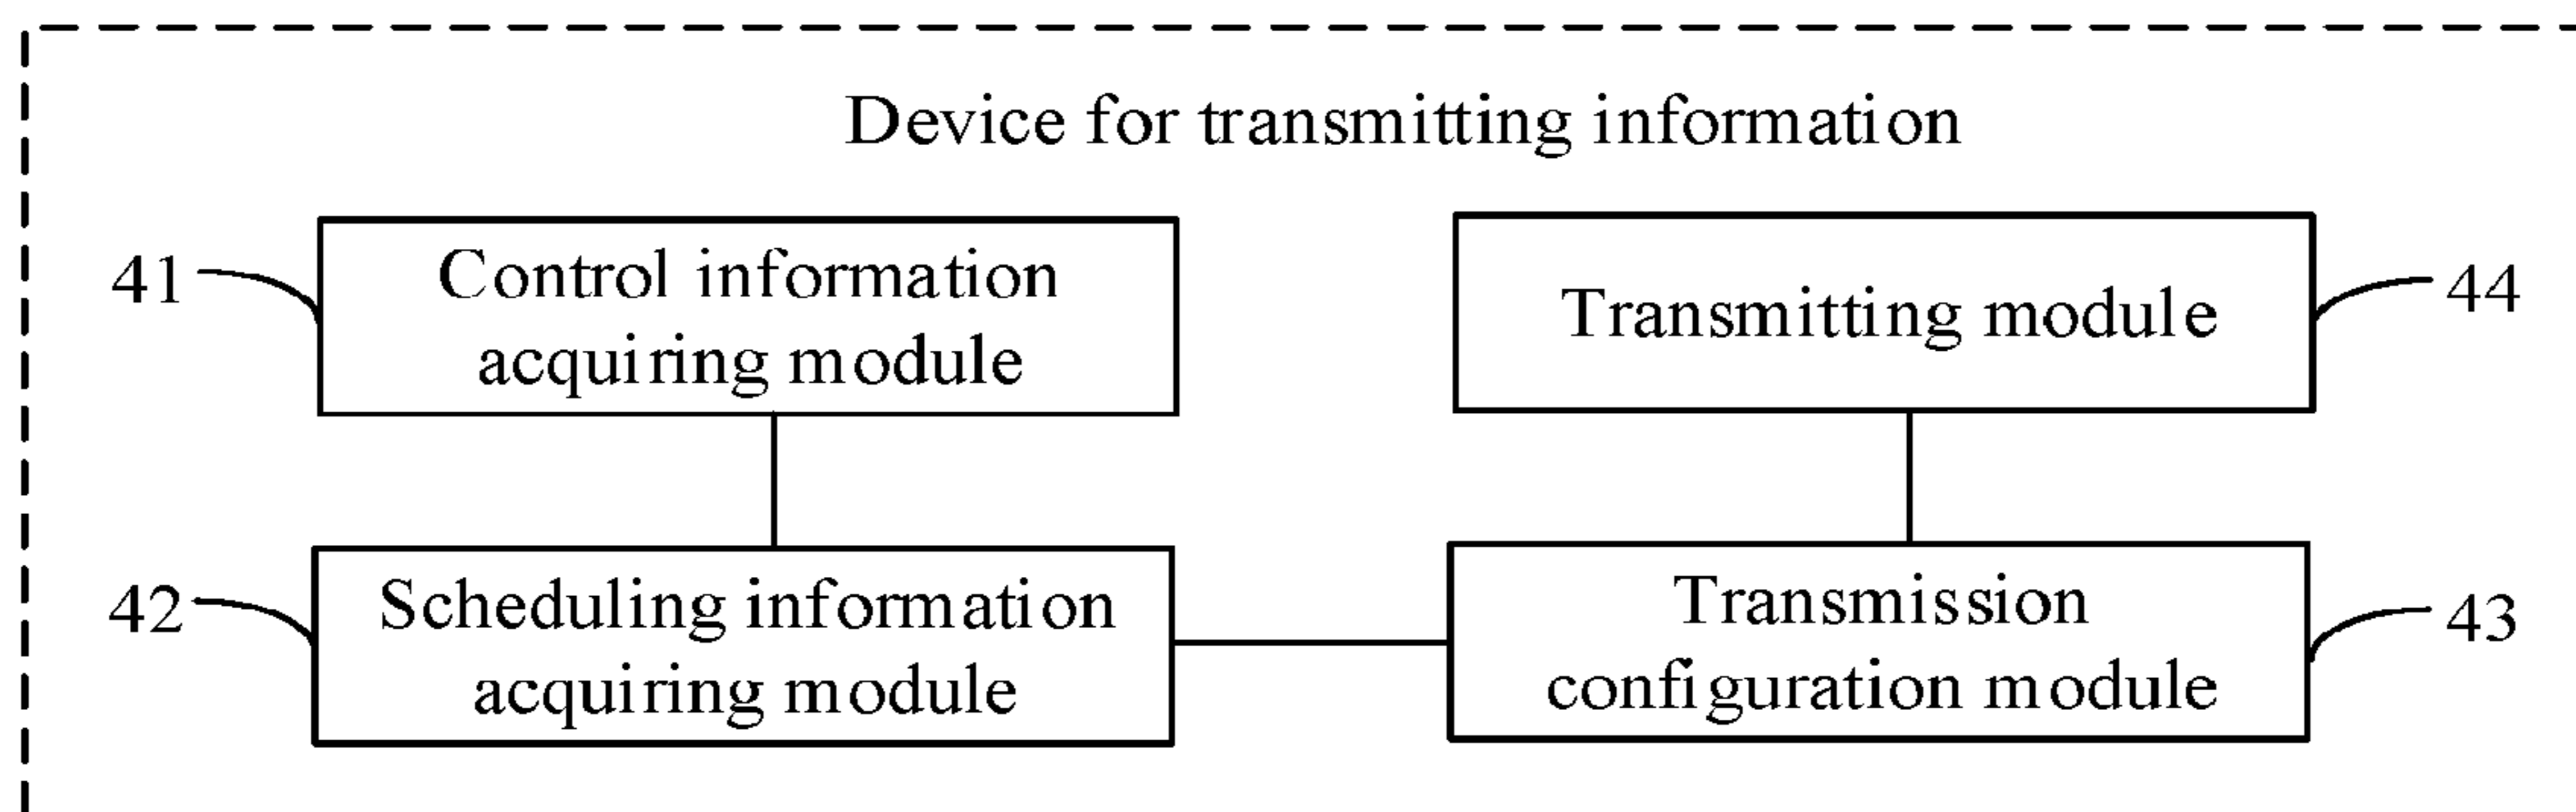 Device for transmitting information
41
Control information
acquiring module
Transmitting module
44
42
Scheduling information
acquiring module
Transmission
configuration module
43